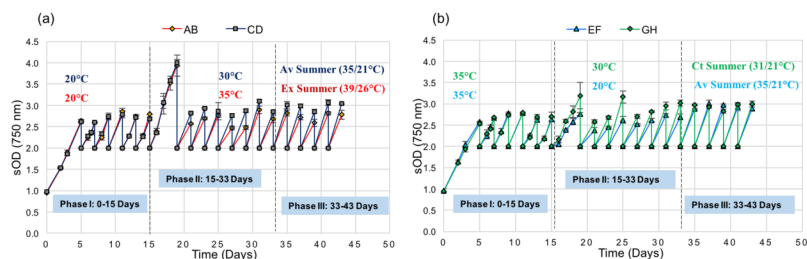 (a)
AB CD
4.5
4.0
3.5
3.0
2.5
2.0
1.5
1.0
0.5
sOD (750 nm)
20°C
20°C
30°C
35°C
Av Summer (35/21°C)
Ex Summer (39/26°C)
Phase I: 0-15 Days
Phase II: 15-33 Days
Phase III: 33-43 Days
0 5 10 15 20 25 30 35 40 45 50
Time (Days)
(b)
EF GH
4.5
4.0
3.5
3.0
2.5
2.0
1.5
1.0
0.5
sOD (750 nm)
35°C
35°C
30°C
20°C
Ct Summer (31/21°C)
Av Summer (35/21°C)
Phase I: 0-15 Days
Phase II: 15-33 Days
Phase III: 33-43 Days
0 5 10 15 20 25 30 35 40 45 50
Time (Days)